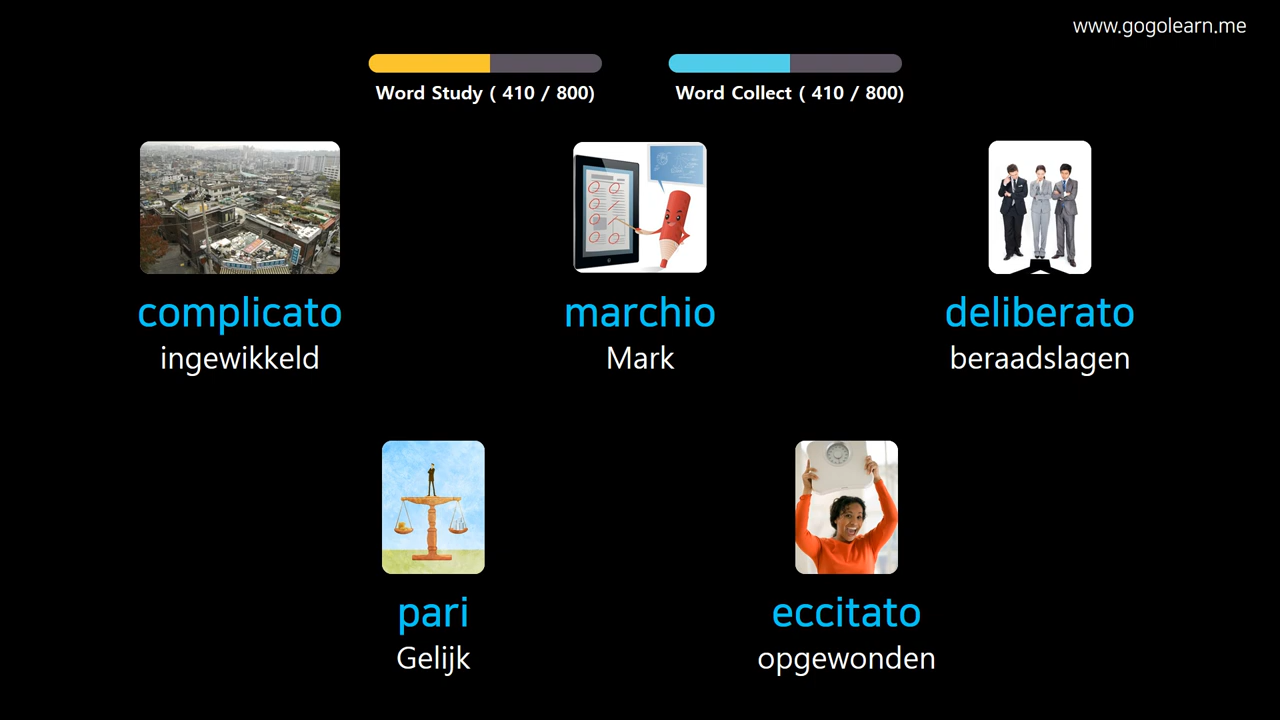 www.gogolearn.me
Word Study ( 410 / 800)
Word Collect ( 410 / 800)
complicato
ingewikkeld
marchio
Mark
deliberato
beraadslagen
pari
Gelijk
eccitato
opgewonden